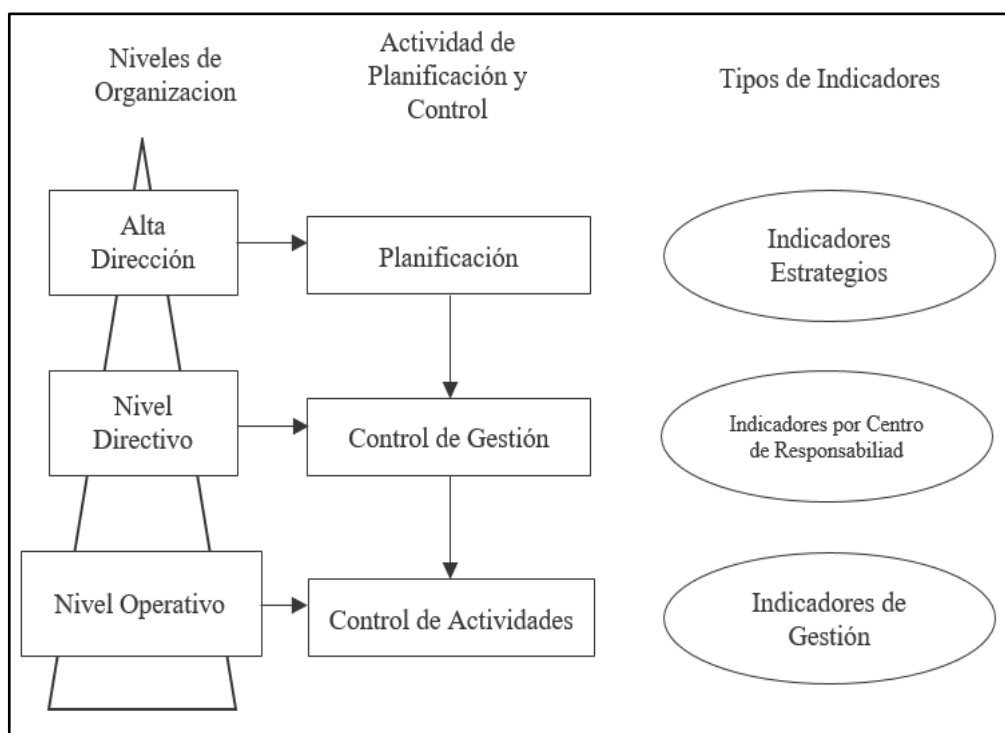 Niveles de
Organizacion
Actividad de
Planificación y
Control
Tipos de Indicadores
Alta
Dirección
Planificación
Indicadores
Estrategios
Nivel
Directivo
Control de Gestión
Indicadores por Centro
de Responsabiliad
Nivel Operativo
Control de Actividades
Indicadores de
Gestión